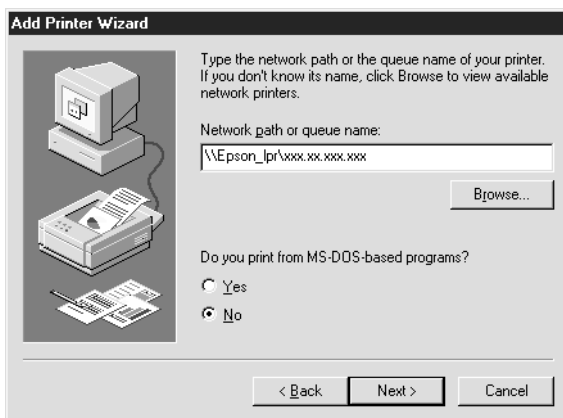 Add Printer Wizard
Type the network path or the queue name of your printer.
If you don't know its name, click Browse to view available
network printers.
Network path or queue name:
\\Epson_lpr\xxx.xx.xxx.xxx
Browse...
Do you print from MS-DOS-based programs?
Yes
No
< Back
Next >
Cancel